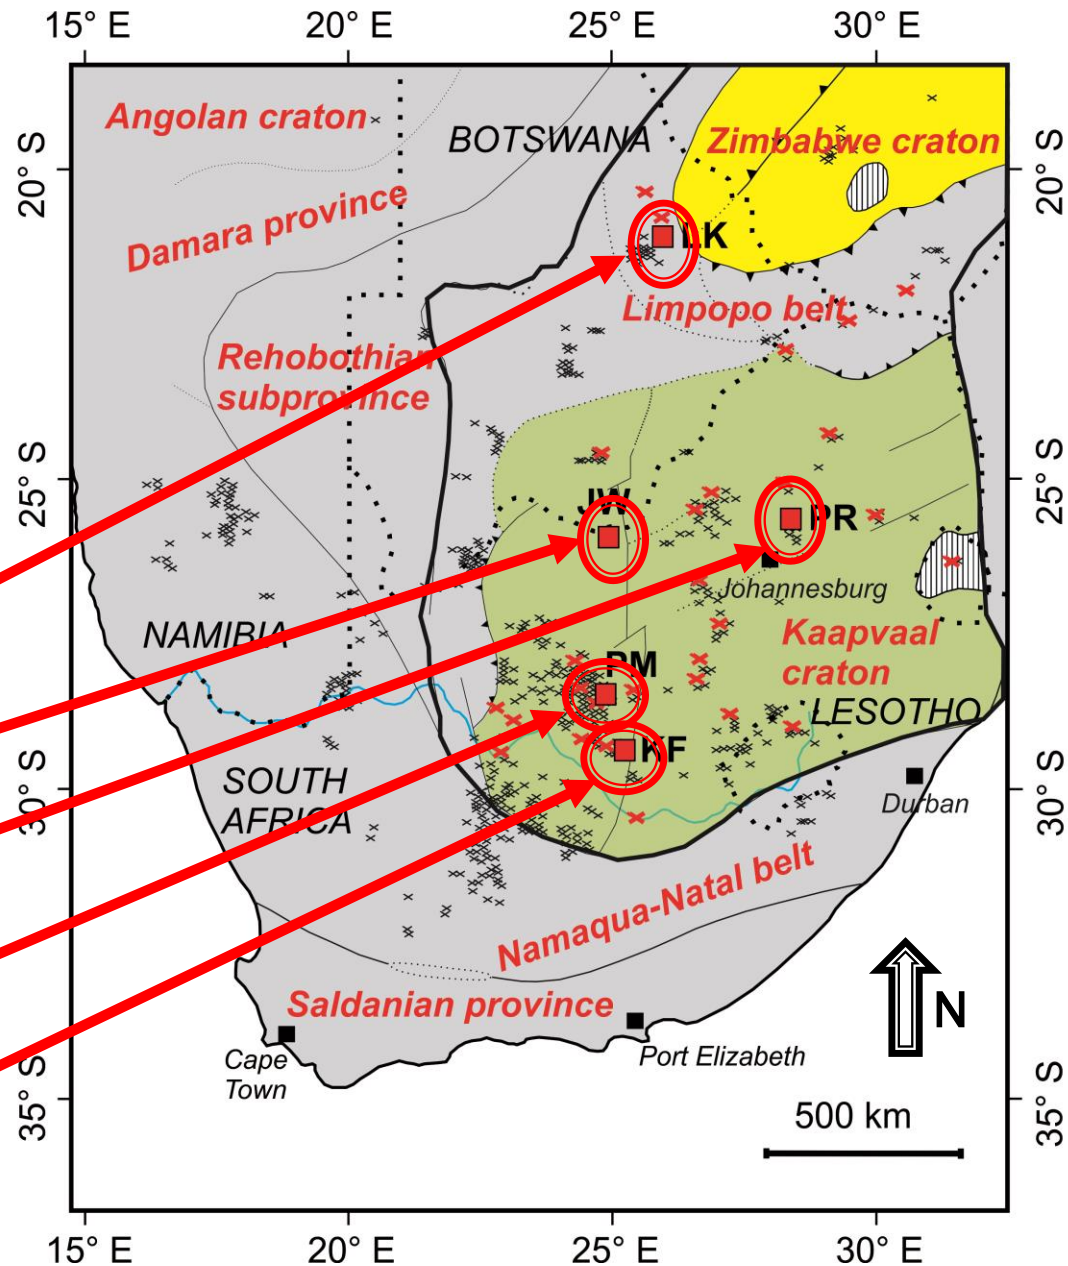 15° E
20° E
25° E
30° E
Angolan craton
BOTSWANA
Zimbabwe craton
20° S
20° S
Damara province
LK
Limpopo belt
Rehobothian
subprovince
25° S
25° S
JW
PR
Johannesburg
NAMIBIA
Kaapvaal
craton
PM
LESOTHO
KF
SOUTH
AFRICA
30° S
30° S
Durban
Namaqua-Natal belt
Saldanian province
N
Cape
Town
Port Elizabeth
35° S
35° S
500 km
15° E
20° E
25° E
30° E